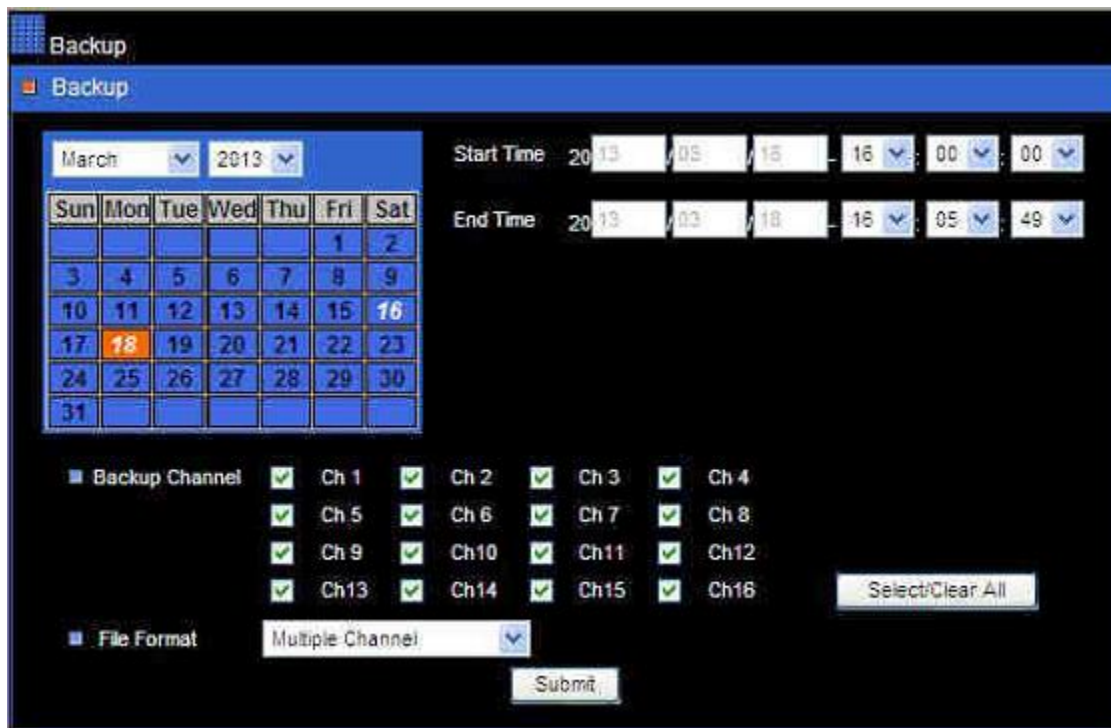 Backup
Backup
March 2013
Sun Mon Tue Wed Thu Fri Sat
1 2
3 4 5 6 7 8 9
10 11 12 13 14 15 16
17 18 19 20 21 22 23
24 25 26 27 28 29 30
31
Start Time 20 13 / 03 / - 16 : 00 : 00
End Time 20 13 / 03 / 18 - 16 : 05 : 49
Backup Channel Ch 1 Ch 2 Ch 3 Ch 4
Ch 5 Ch 6 Ch 7 Ch 8
Ch 9 Ch10 Ch11 Ch12
Ch13 Ch14 Ch15 Ch16
Select/Clear All
File Format Multiple Channel
Submit